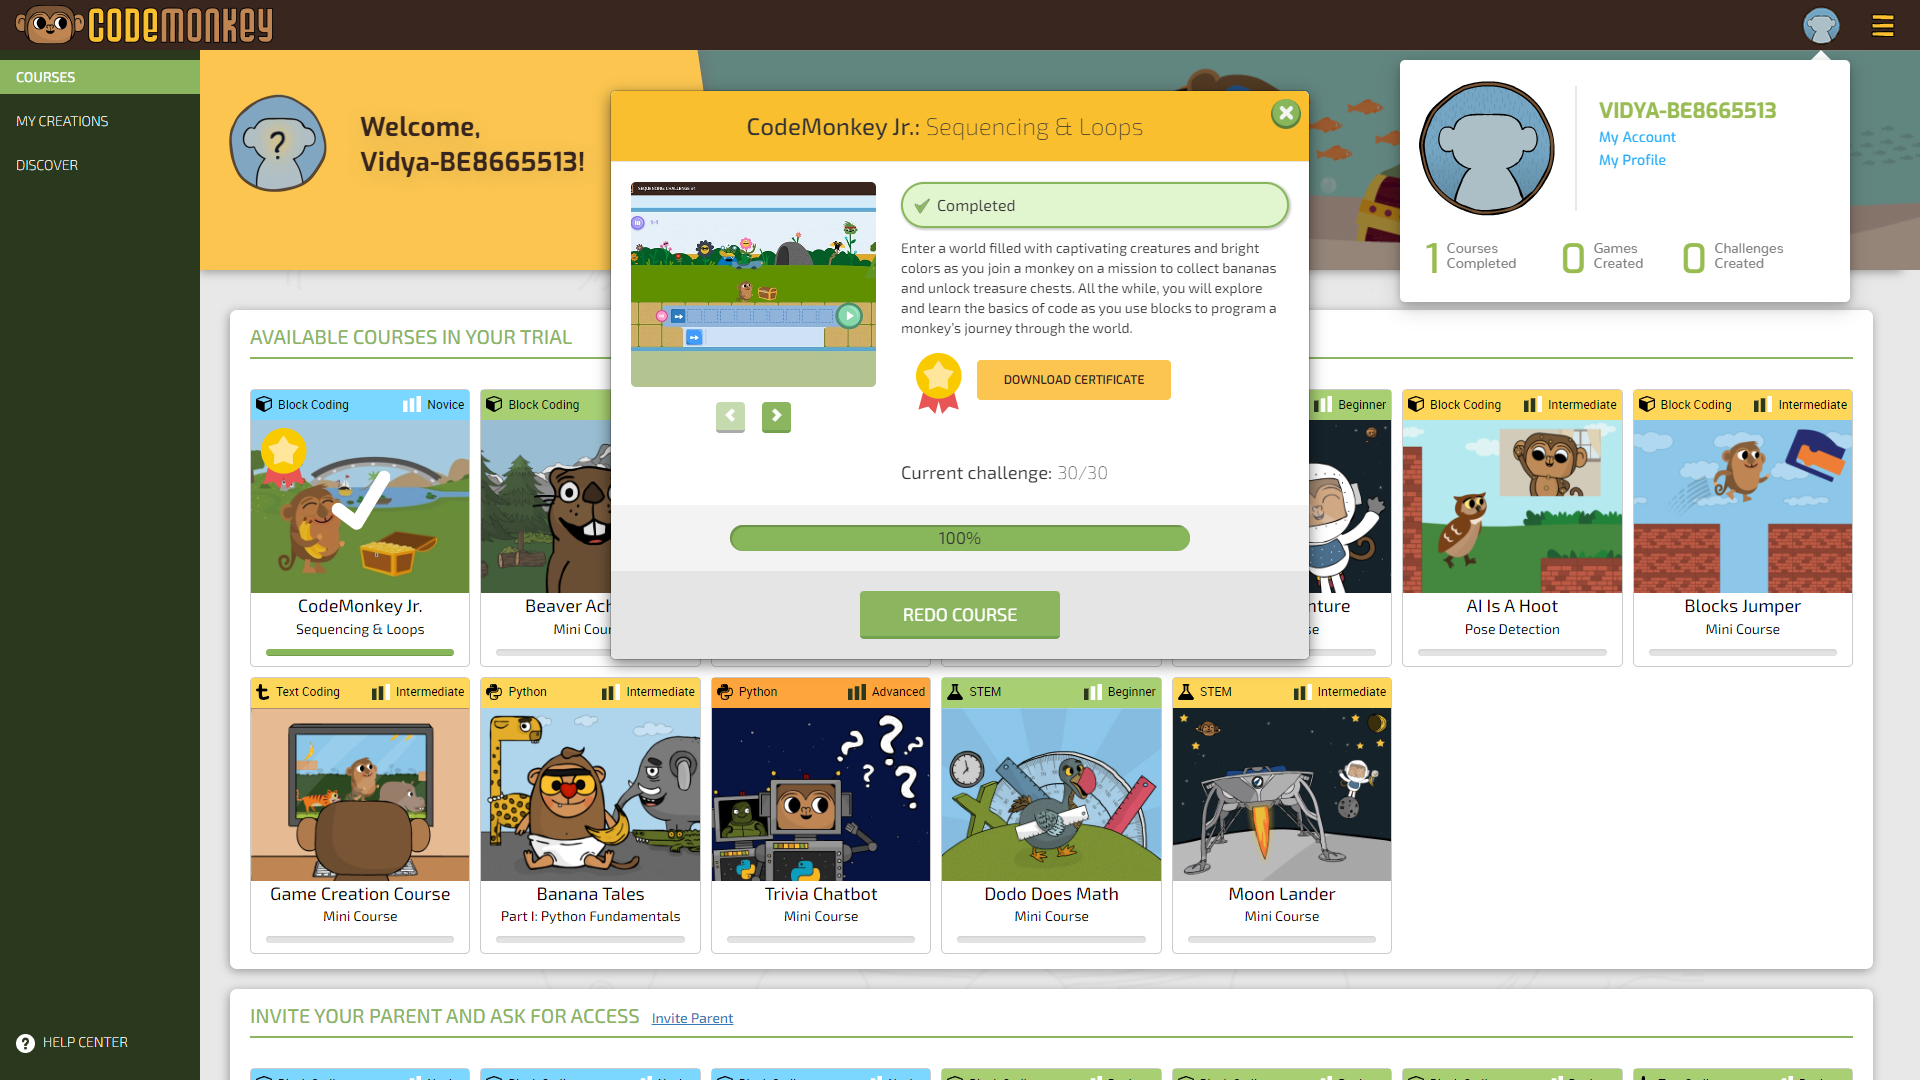 CODEMONKEY
COURSES
MY CREATIONS
DISCOVER
HELP CENTER
?
Welcome,
Vidya-BE8665513!
VIDYA-BE8665513
My Account
My Profile
1 Courses Completed
0 Games Created
0 Challenges Created
CodeMonkey Jr.: Sequencing & Loops
Completed
Enter a world filled with captivating creatures and bright
colors as you join a monkey on a mission to collect bananas
and unlock treasure chests. All the while, you will explore
and learn the basics of code as you use blocks to program a
monkey's journey through the world.
DOWNLOAD CERTIFICATE
Current challenge: 30/30
100%
REDO COURSE
AVAILABLE COURSES IN YOUR TRIAL
Block Coding Novice
CodeMonkey Jr.
Sequencing & Loops
Block Coding
Beaver Ach
Mini Cour
Beginner
nture
se
Block Coding Intermediate
AI Is A Hoot
Pose Detection
Block Coding Intermediate
Blocks Jumper
Mini Course
Text Coding Intermediate
Game Creation Course
Mini Course
Python Intermediate
Banana Tales
Part I: Python Fundamentals
Python Advanced
Trivia Chatbot
Mini Course
STEM Beginner
Dodo Does Math
Mini Course
STEM Intermediate
Moon Lander
Mini Course
INVITE YOUR PARENT AND ASK FOR ACCESS Invite Parent